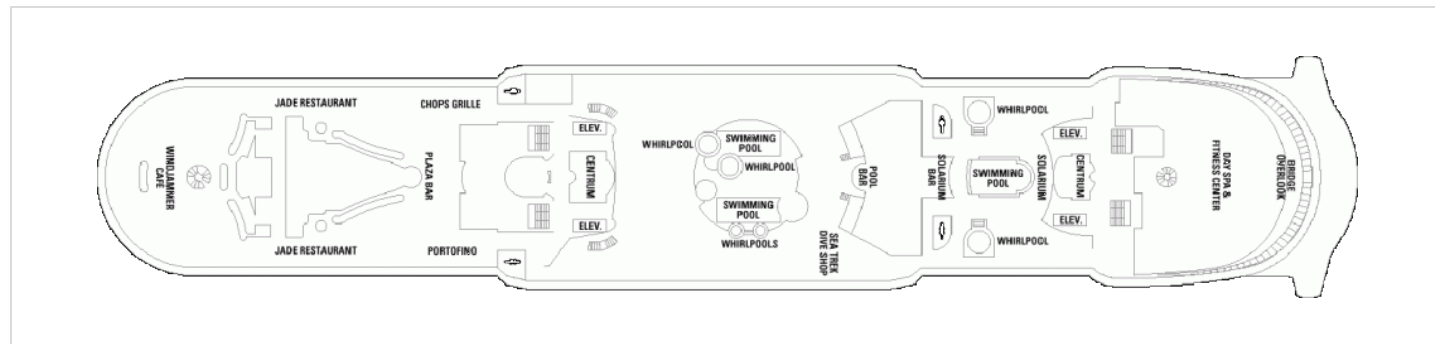 WINDJAMMER
CAFÉ
JADE RESTAURANT
JADE RESTAURANT
CHOPS GRILLE
PLAZA BAR
PORTOFINO
ELEV.
CENTRUM
ELEV.
WHIRLPOOL
SWIMMING
POOL
WHIRLPOOL
SWIMMING
POOL
WHIRLPOOLS
SEA TREK
DIVE SHOP
POOL
BAR
SOLARIUM
BAR
WHIRLPOOL
SWIMMING
POOL
WHIRLPOOL
SOLARIUM
ELEV.
CENTRUM
ELEV.
DAY SPA &
FITNESS CENTER
BRIDGE
OVERLOOK